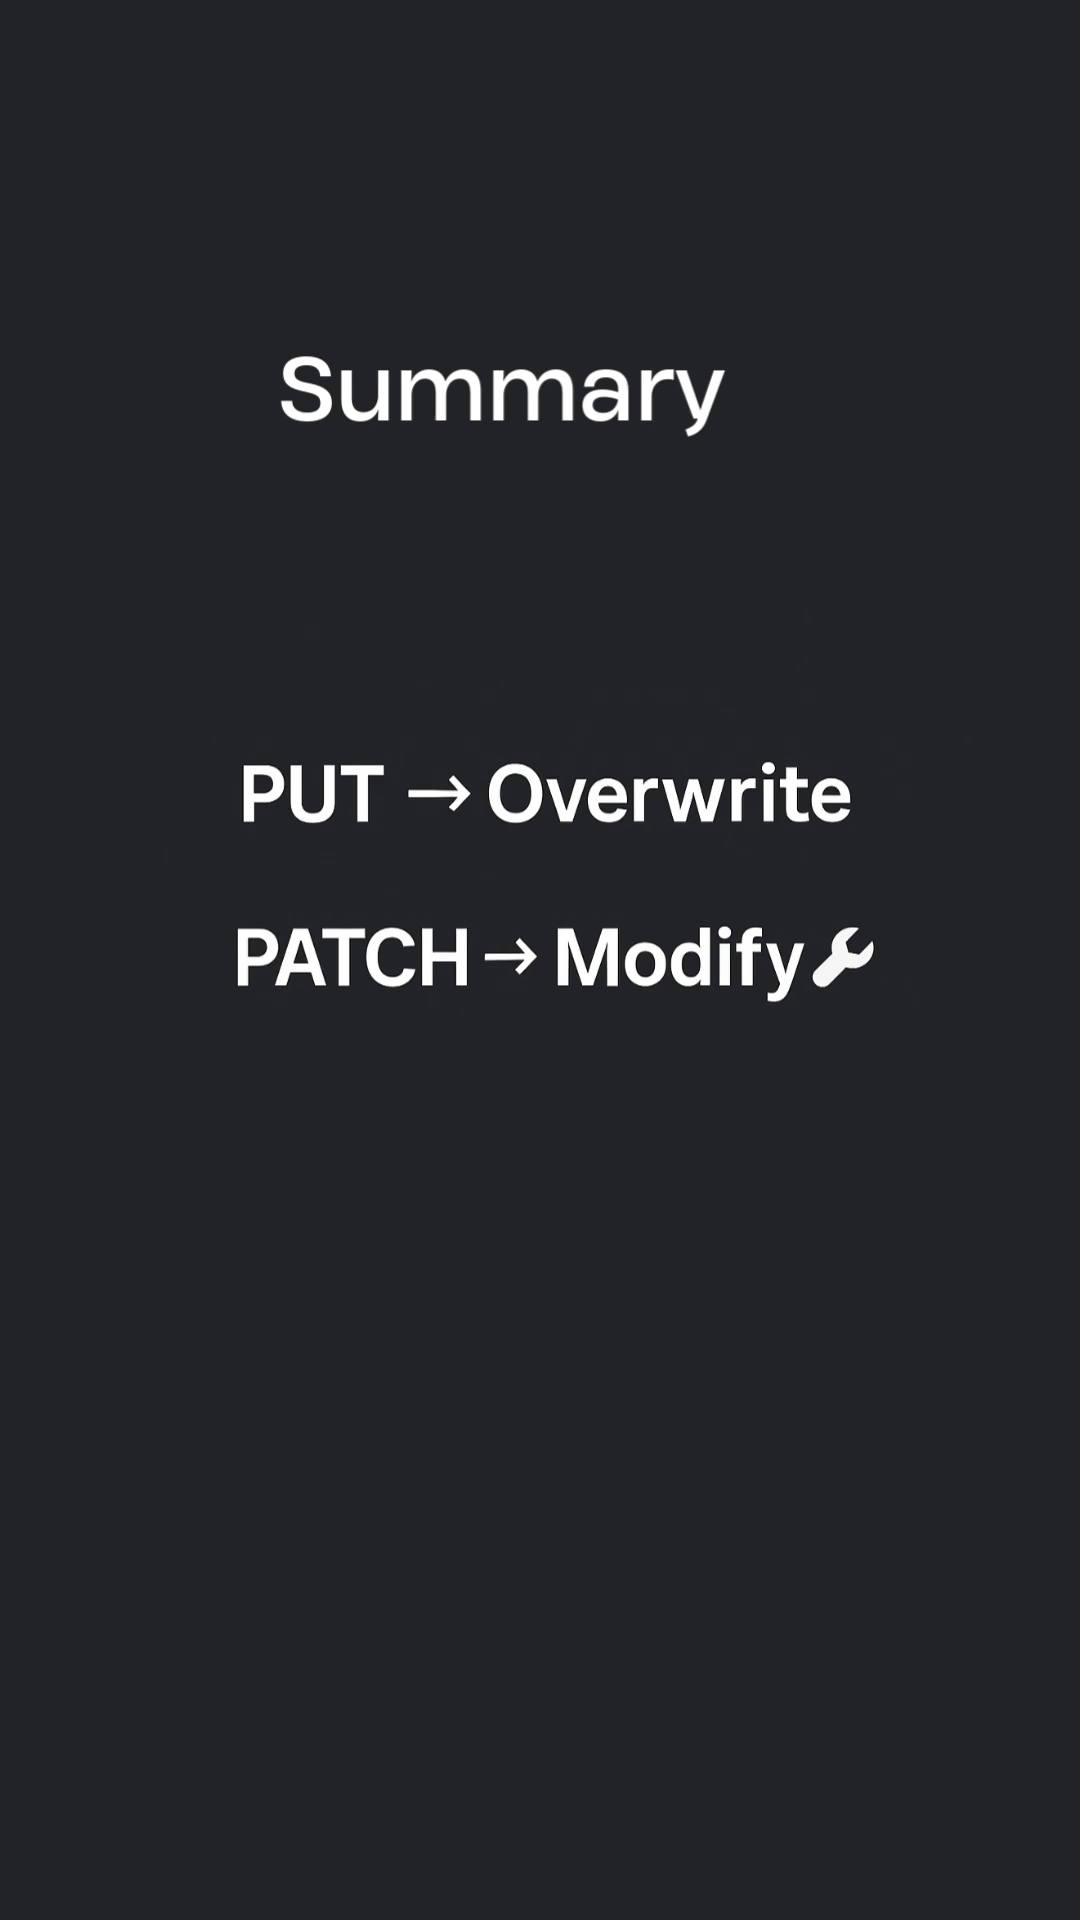 Summary
PUT → Overwrite
PATCH → Modify🔧